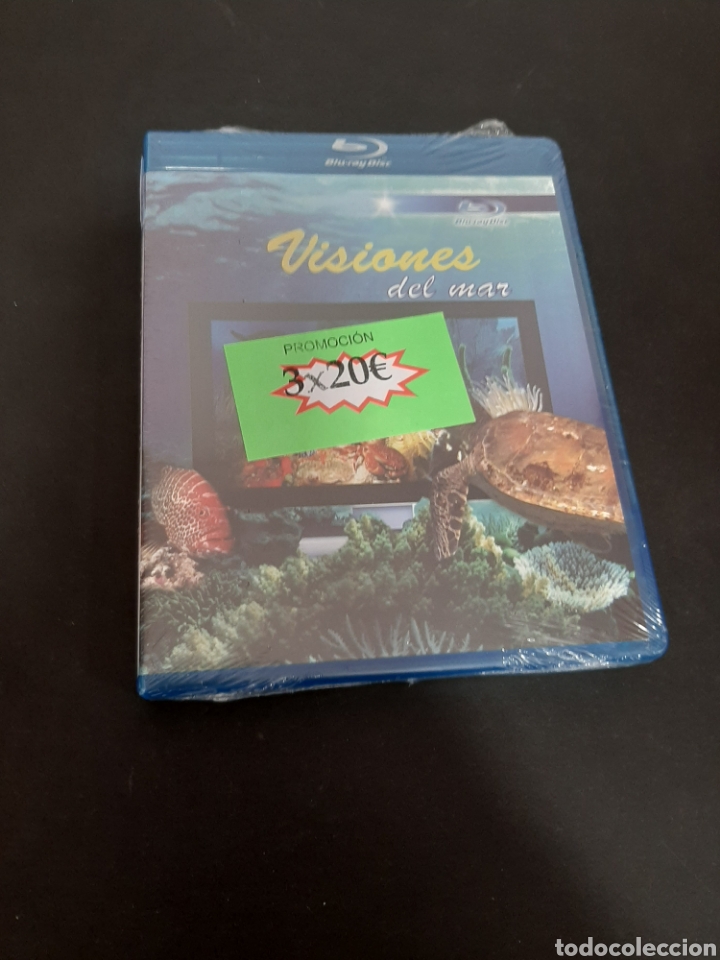 Blu-ray Disc
Blu-ray Disc
Visiones
del mar
PROMOCIÓN
3x20€
todocoleccion